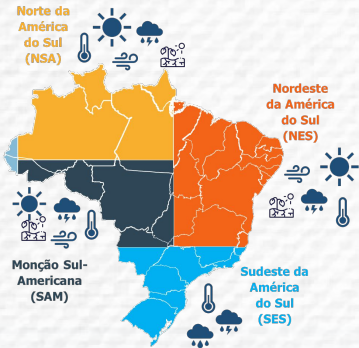 Norte da
América
do Sul
(NSA)
Nordeste
da América
do Sul
(NES)
Monção Sul-
Americana
(SAM)
Sudeste da
América
do Sul
(SES)